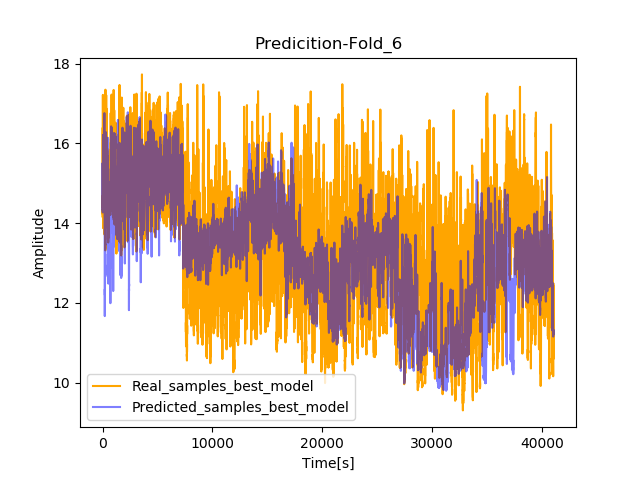 Predicition-Fold_6
18
16
14
12
10
Amplitude
Real_samples_best_model
Predicted_samples_best_model
0
10000
20000
30000
40000
Time[s]